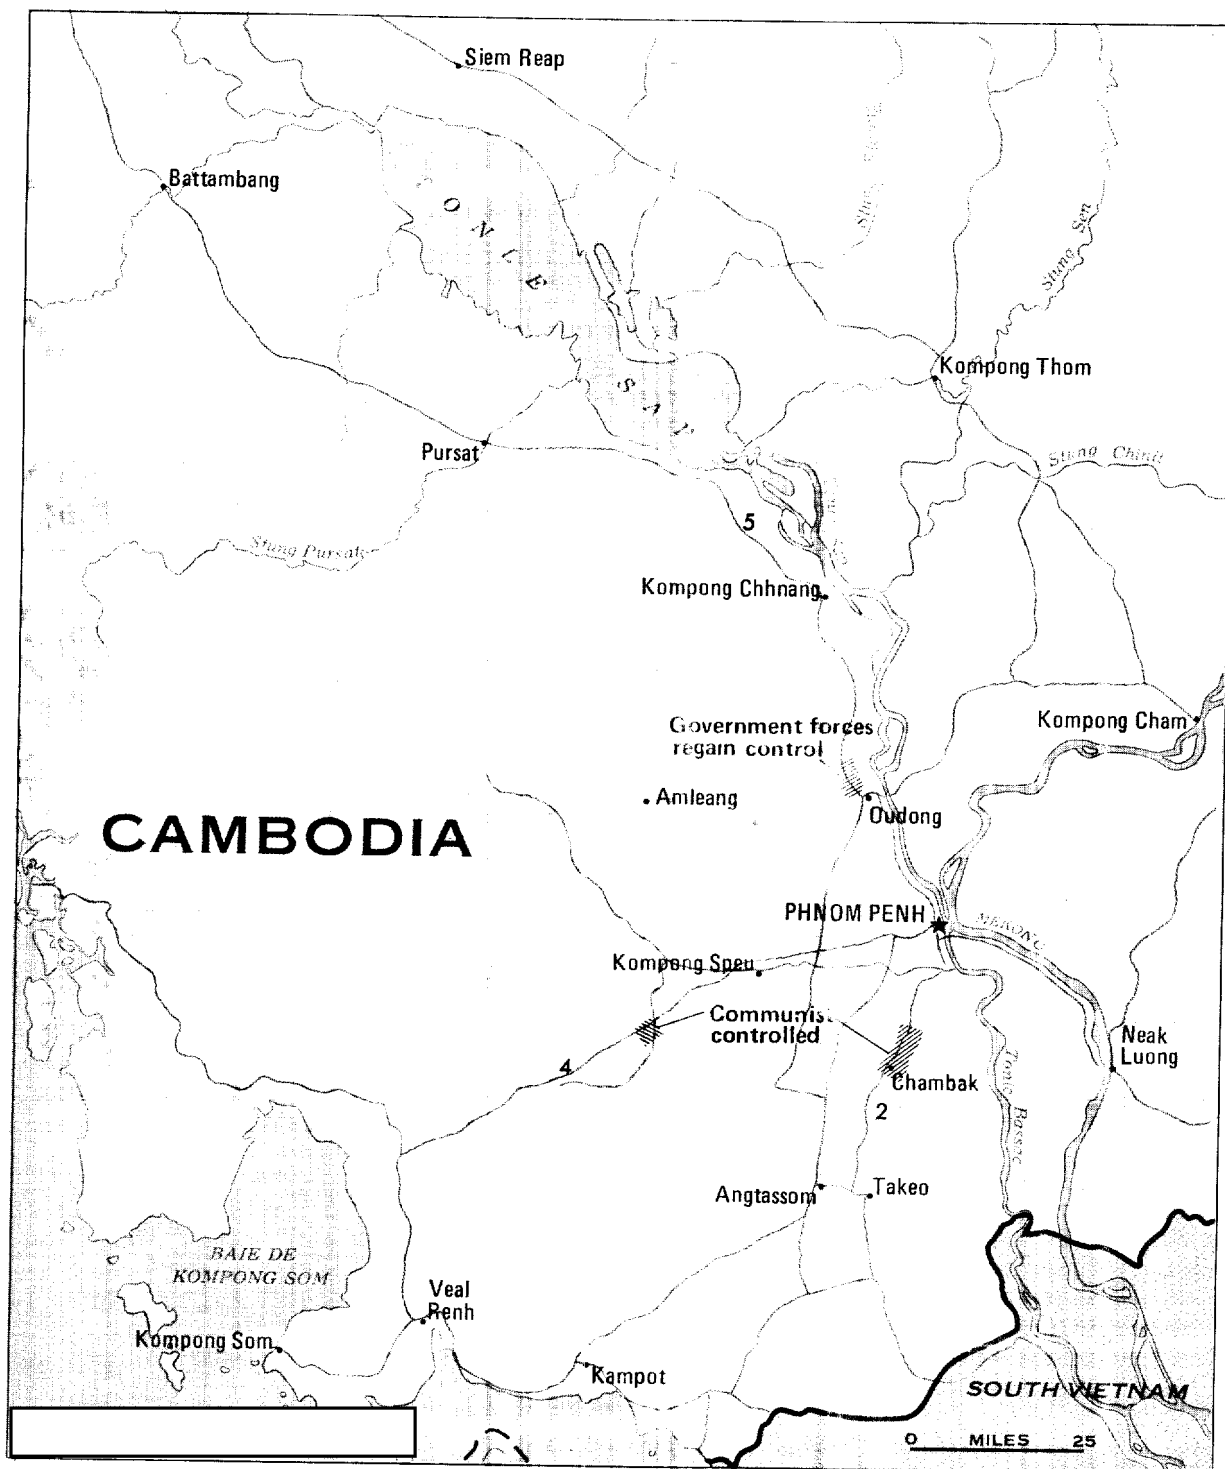 Siem Reap
Battambang
Stung Sen
ONLE
SAP
Kompong Thom
Pursat
Stung Chinit
5
Stung Pursat
Kompong Chhnang
Government forces
regain control
Kompong Cham
Amleang
Oudong
CAMBODIA
PHNOM PENH
MEKONG
Kompong Speu
Communist
controlled
Neak
Luong
4
Chambak
2
Tonle Bassac
Angtassom
Takeo
BAIE DE
KOMPONG SOM
Veal
Renh
Kompong Som
Kampot
SOUTH VIETNAM
0 MILES 25